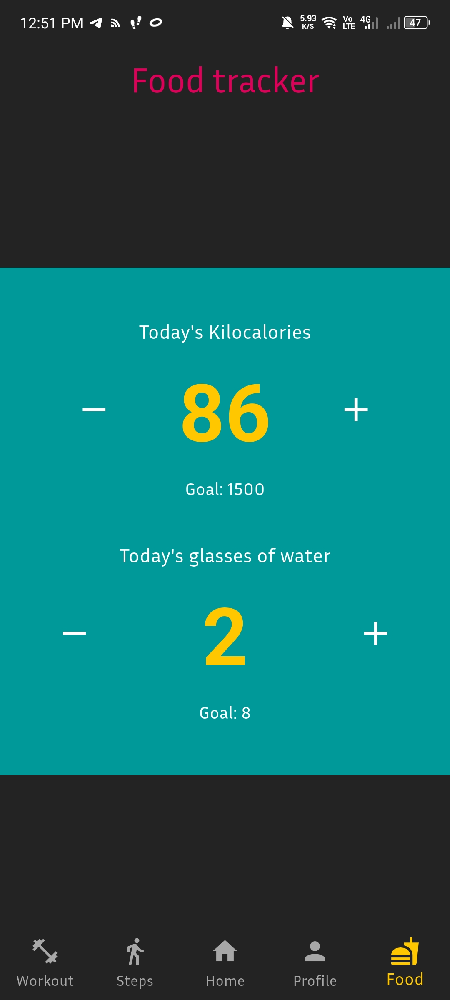 12:51 PM
5.93 K/S
Vo LTE
4G
47
Food tracker
Today's Kilocalories
− 86 +
Goal: 1500
Today's glasses of water
− 2 +
Goal: 8
Workout Steps Home Profile Food